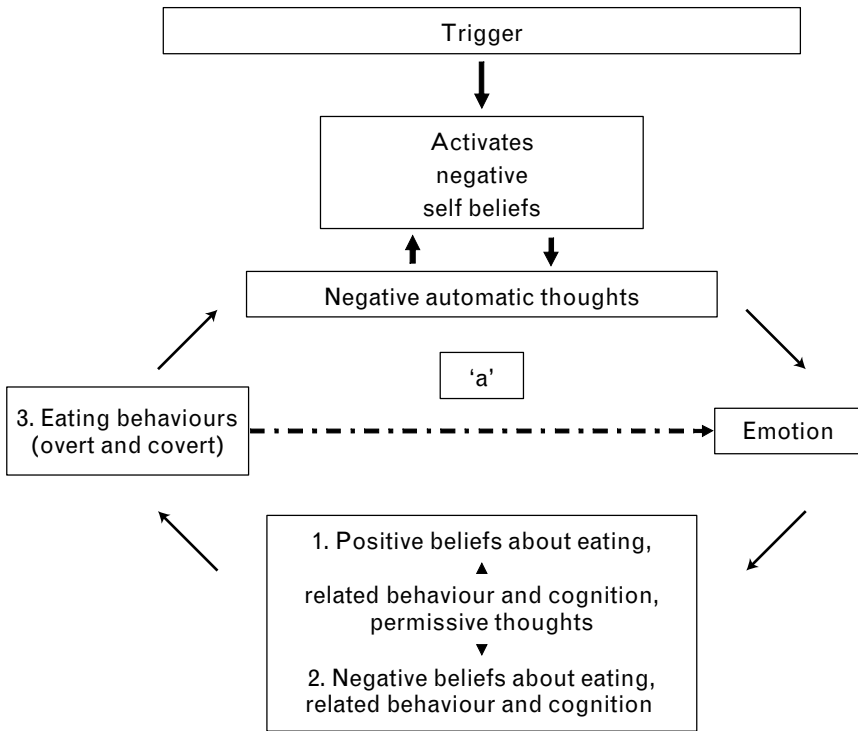 Trigger
Activates
negative
self beliefs
Negative automatic thoughts
‘a’
3. Eating behaviours
(overt and covert)
Emotion
1. Positive beliefs about eating,
related behaviour and cognition,
permissive thoughts
2. Negative beliefs about eating,
related behaviour and cognition